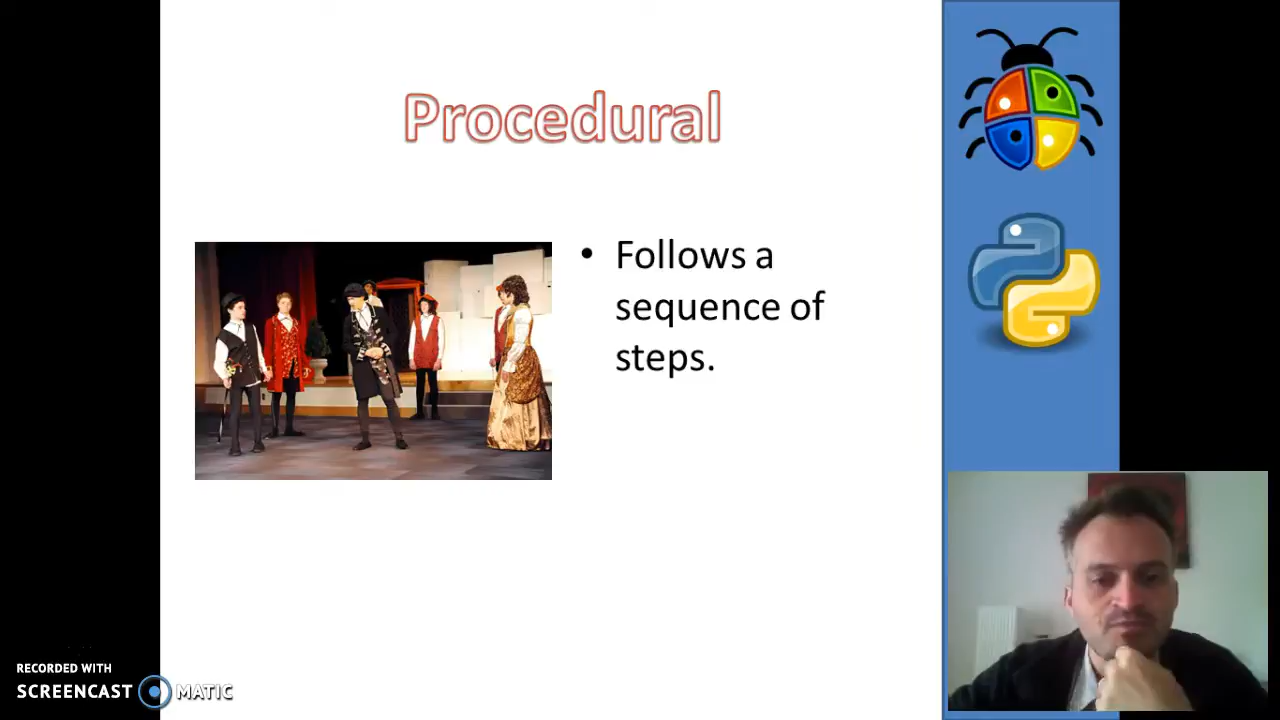 Procedural
• Follows a
sequence of
steps.
RECORDED WITH
SCREENCAST MATIC